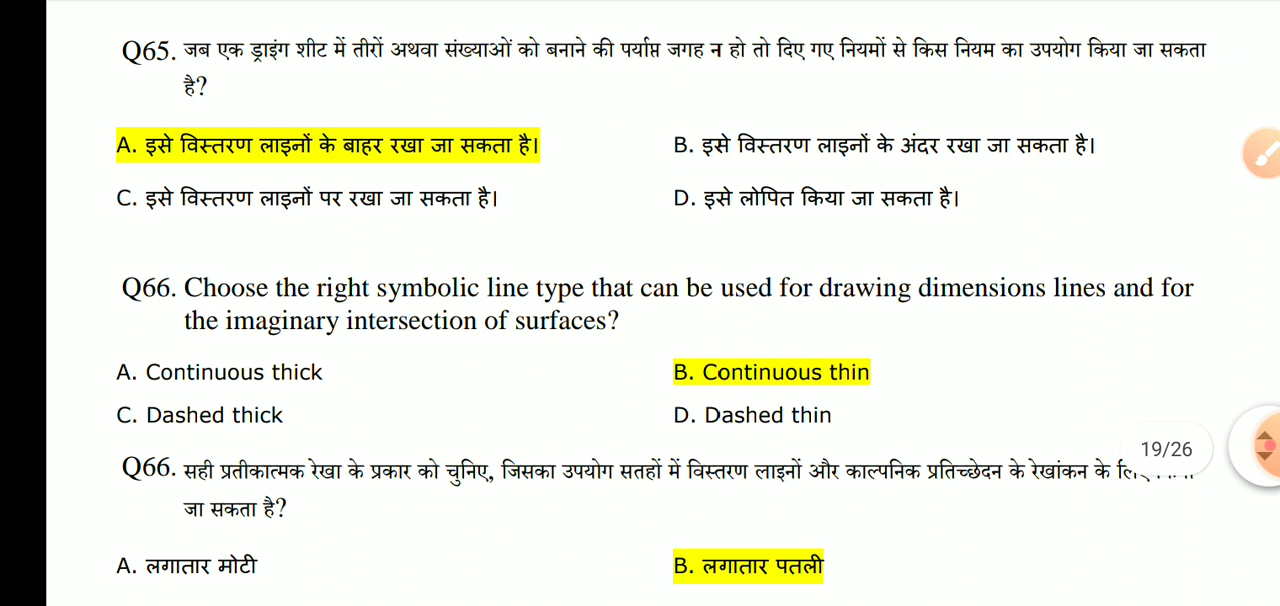 Q65. जब एक ड्राइंग शीट में तीरों अथवा संख्याओं को बनाने की पर्याप्त जगह न हो तो दिए गए नियमों से किस नियम का उपयोग किया जा सकता
है?
A. इसे विस्तरण लाइनों के बाहर रखा जा सकता है।
B. इसे विस्तरण लाइनों के अंदर रखा जा सकता है।
C. इसे विस्तरण लाइनों पर रखा जा सकता है।
D. इसे लोपित किया जा सकता है।
Q66. Choose the right symbolic line type that can be used for drawing dimensions lines and for
the imaginary intersection of surfaces?
A. Continuous thick
B. Continuous thin
C. Dashed thick
D. Dashed thin
19/26
Q66. सही प्रतीकात्मक रेखा के प्रकार को चुनिए, जिसका उपयोग सतहों में विस्तरण लाइनों और काल्पनिक प्रतिच्छेदन के रेखांकन के
जा सकता है?
A. लगातार मोटी
B. लगातार पतली